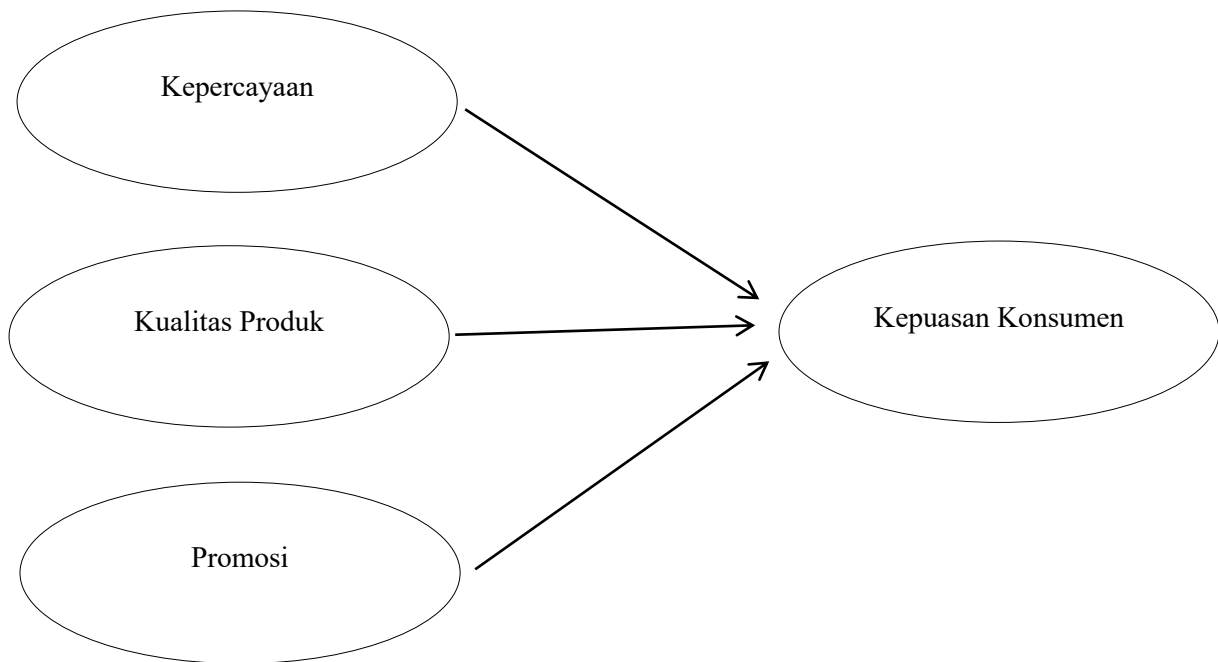 Kepercayaan
Kualitas Produk
Kepuasan Konsumen
Promosi